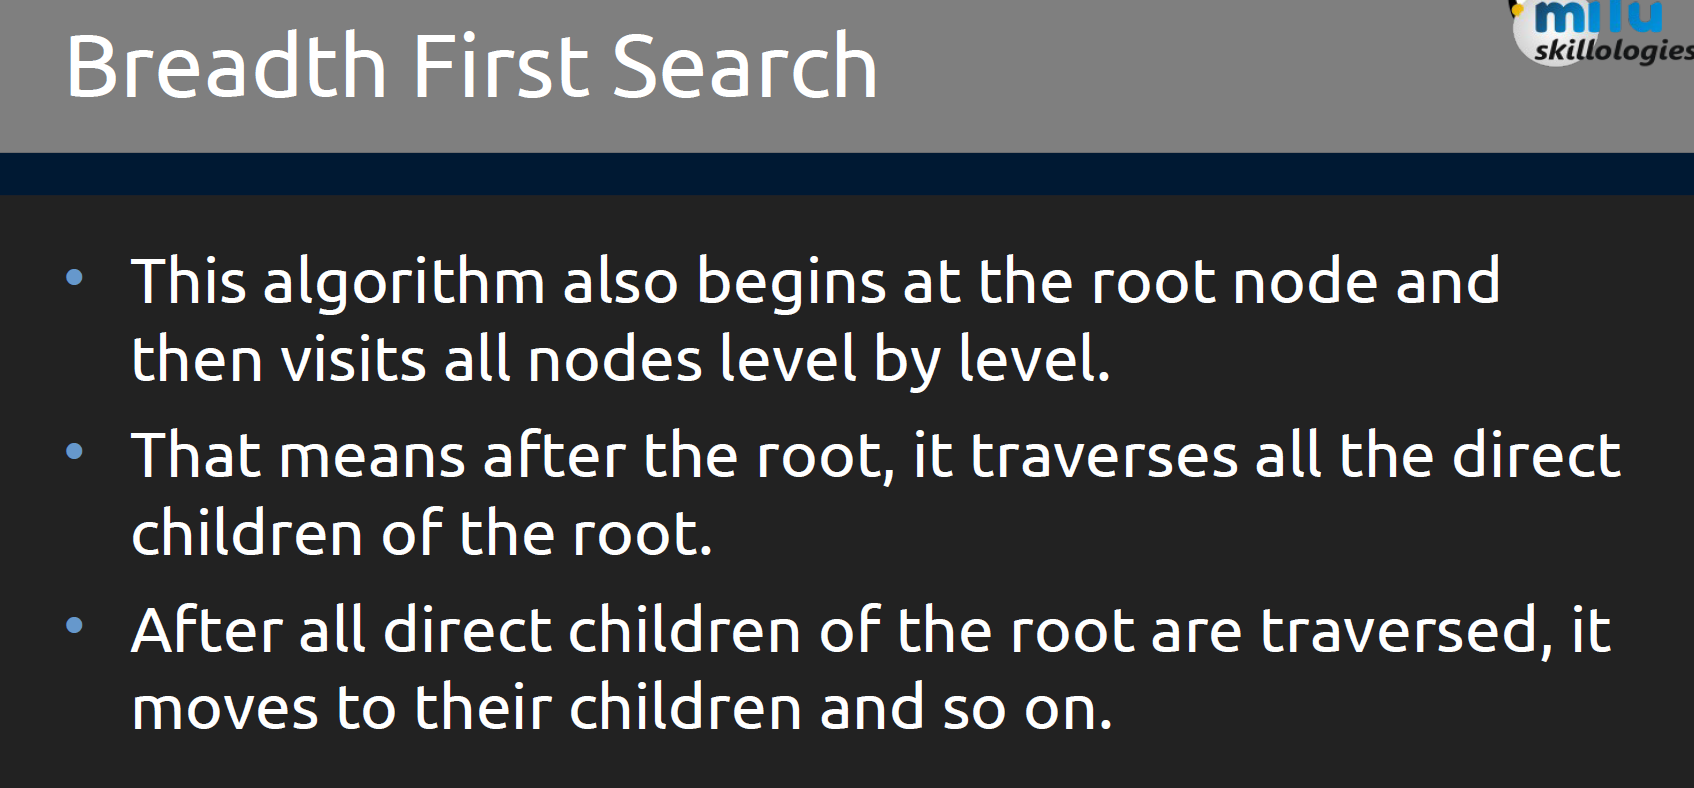 Breadth First Search
milu
skillologies
• This algorithm also begins at the root node and
then visits all nodes level by level.
• That means after the root, it traverses all the direct
children of the root.
• After all direct children of the root are traversed, it
moves to their children and so on.